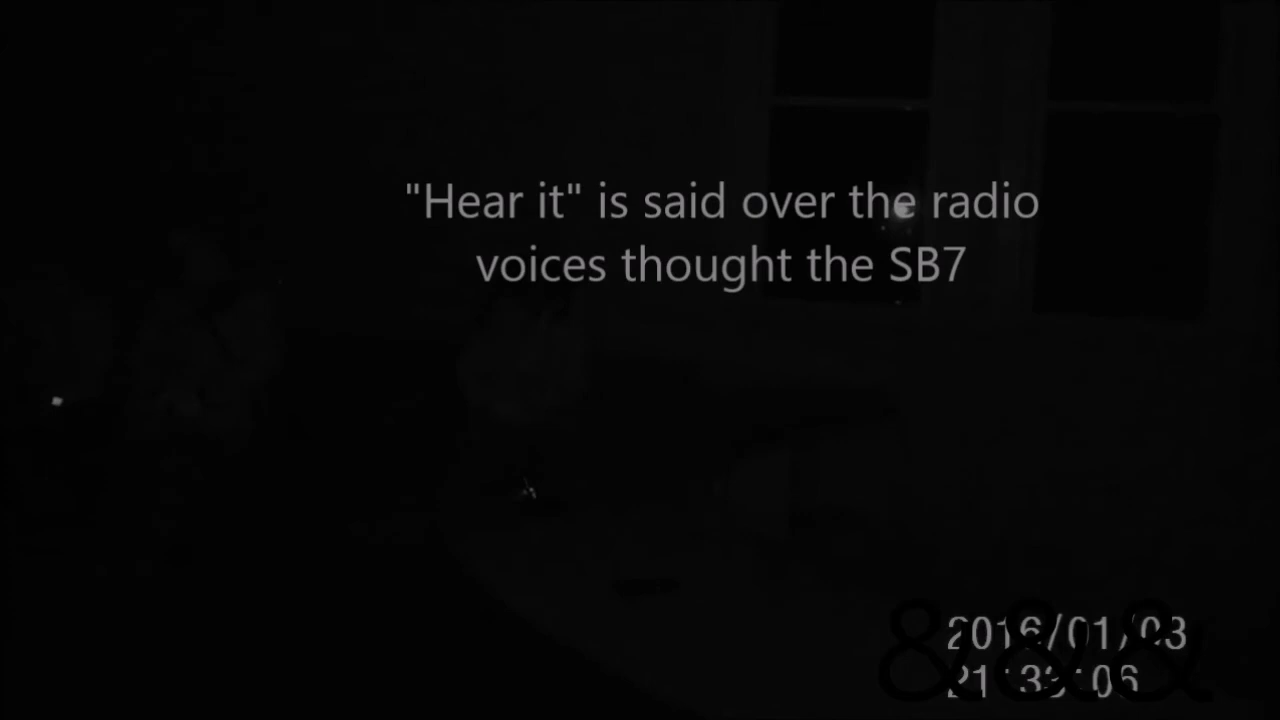 "Hear it" is said over the radio
voices thought the SB7
&&&
2016/01/03